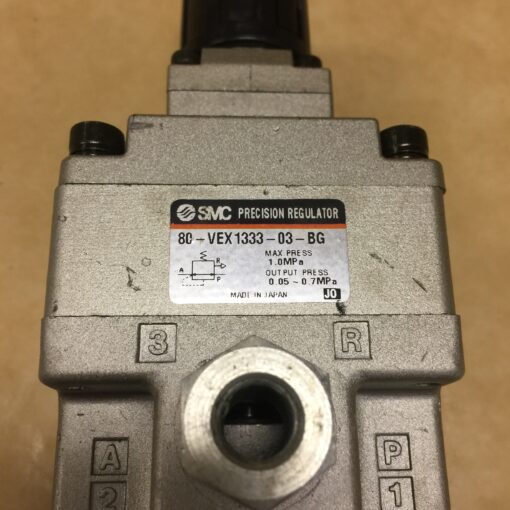 SMC PRECISION REGULATOR
80-VEX1333-03-BG
MAX PRESS
1.0MPa
OUTPUT PRESS
0.05 ~ 0.7MPa
MADE IN JAPAN JO
R
A P
3 R
A P
2 1